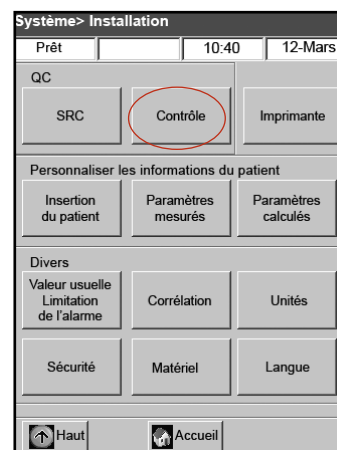 Système> Installation
Prêt 10:40 12-Mars
QC
SRC Contrôle Imprimante
Personnaliser les informations du patient
Insertion
du patient
Paramètres
mesurés
Paramètres
calculés
Divers
Valeur usuelle
Limitation
de l'alarme
Corrélation
Unités
Sécurité Matériel Langue
Haut Accueil